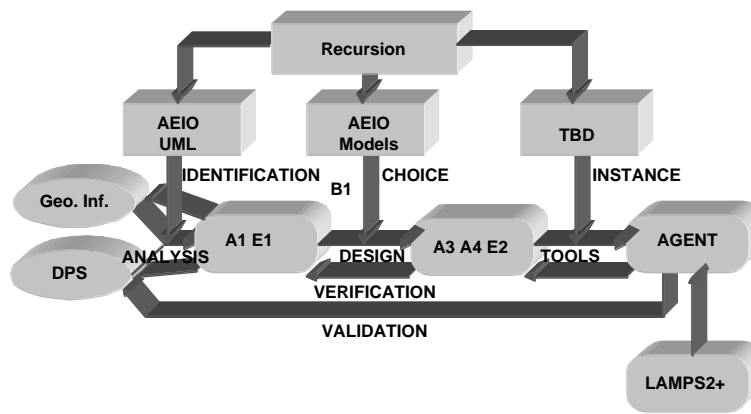 Recursion
AEIO
UML
AEIO
Models
TBD
IDENTIFICATION
B1
CHOICE
INSTANCE
Geo. Inf.
A1 E1
A3 A4 E2
AGENT
DPS
ANALYSIS
DESIGN
TOOLS
VERIFICATION
VALIDATION
LAMPS2+